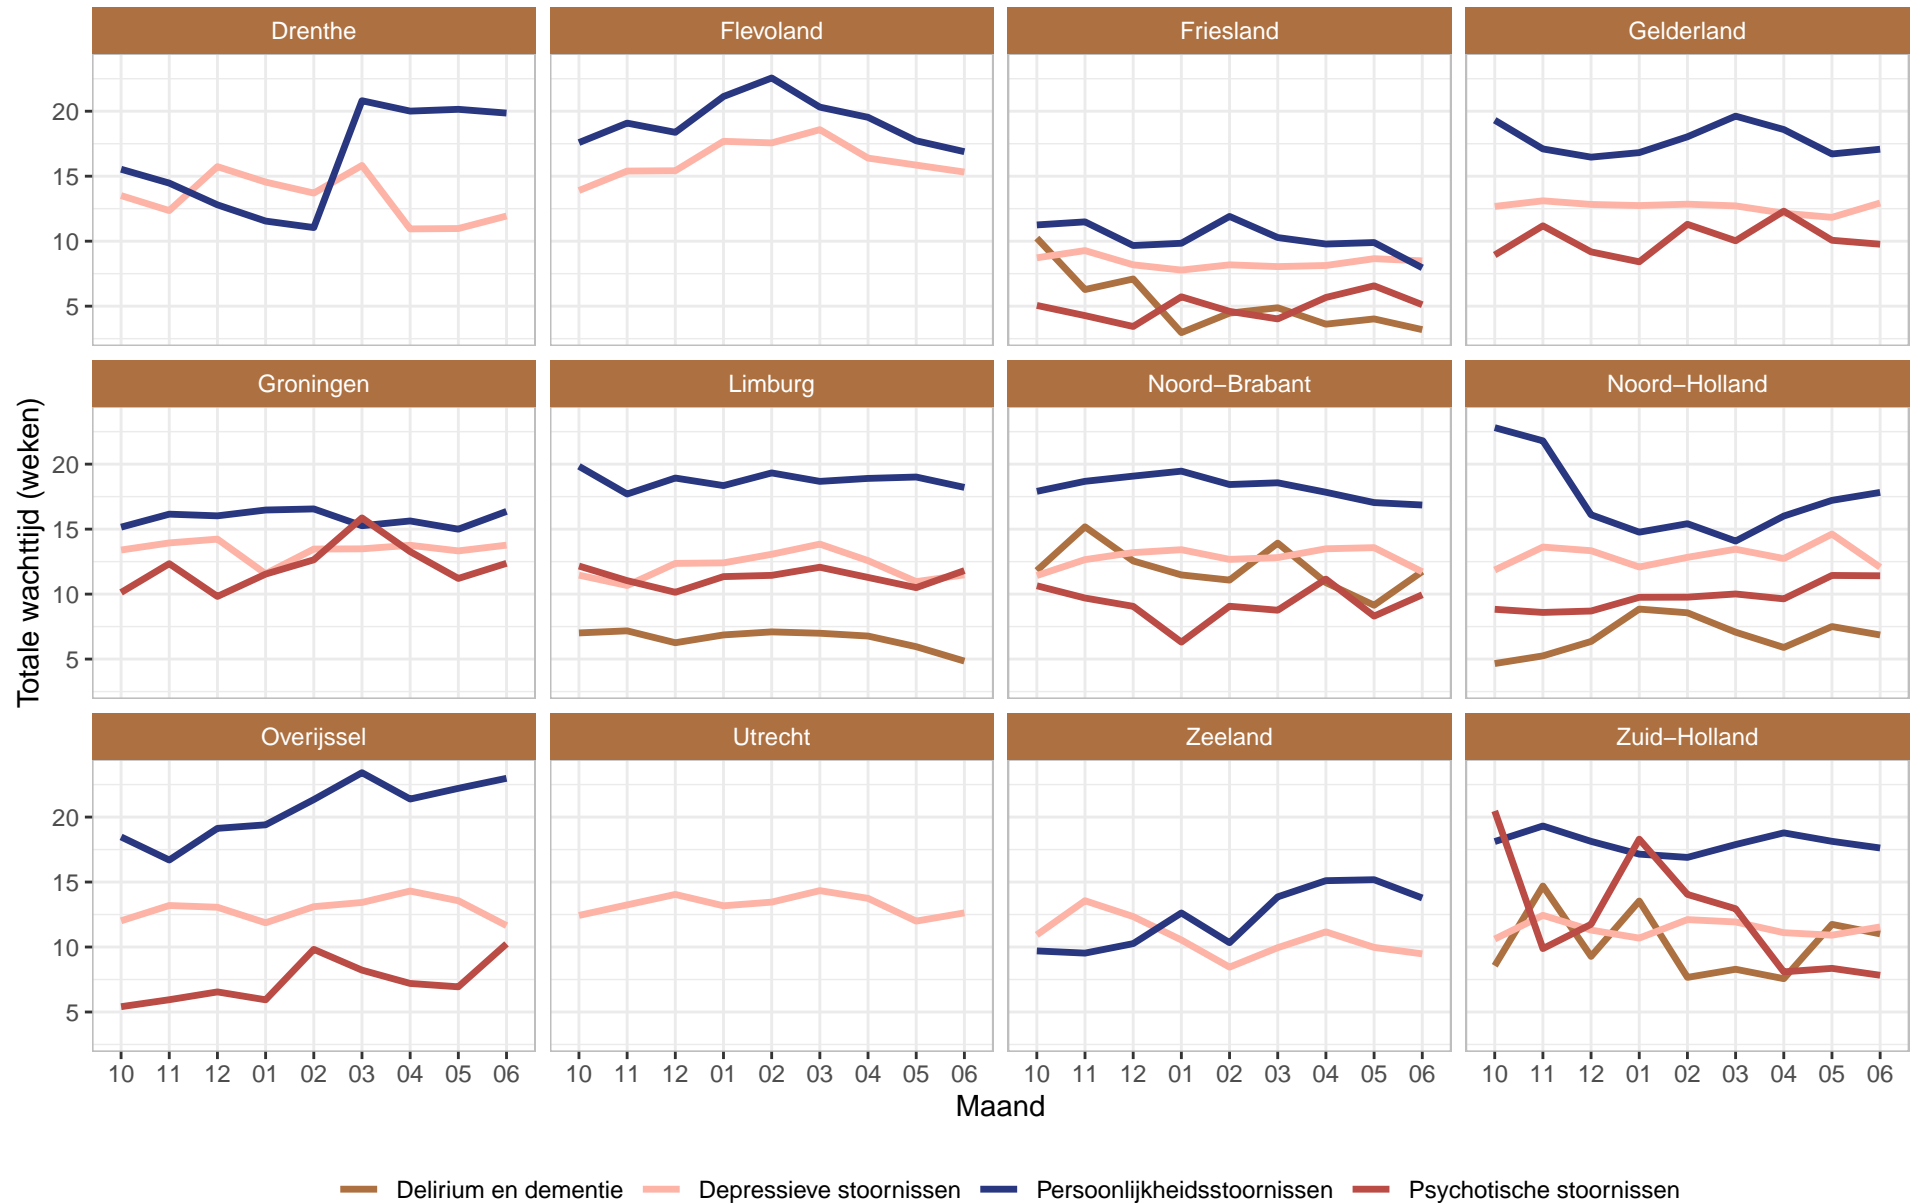 Drenthe Flevoland Friesland Gelderland
20
15
10
5
Groningen Limburg Noord−Brabant Noord−Holland
20
15
10
5
Totale wachttijd (weken)
Overijssel Utrecht Zeeland Zuid−Holland
20
15
10
5
10 11 12 01 02 03 04 05 06 10 11 12 01 02 03 04 05 06 10 11 12 01 02 03 04 05 06 10 11 12 01 02 03 04 05 06
Maand
Delirium en dementie Depressieve stoornissen Persoonlijkheidsstoornissen Psychotische stoornissen